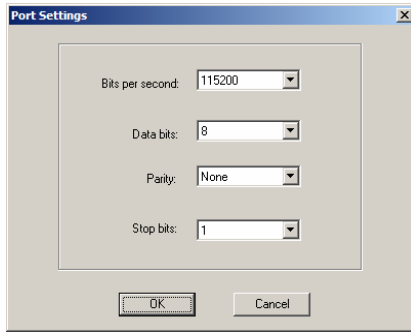 Port Settings
Bits per second: 115200
Data bits: 8
Parity: None
Stop bits: 1
OK Cancel